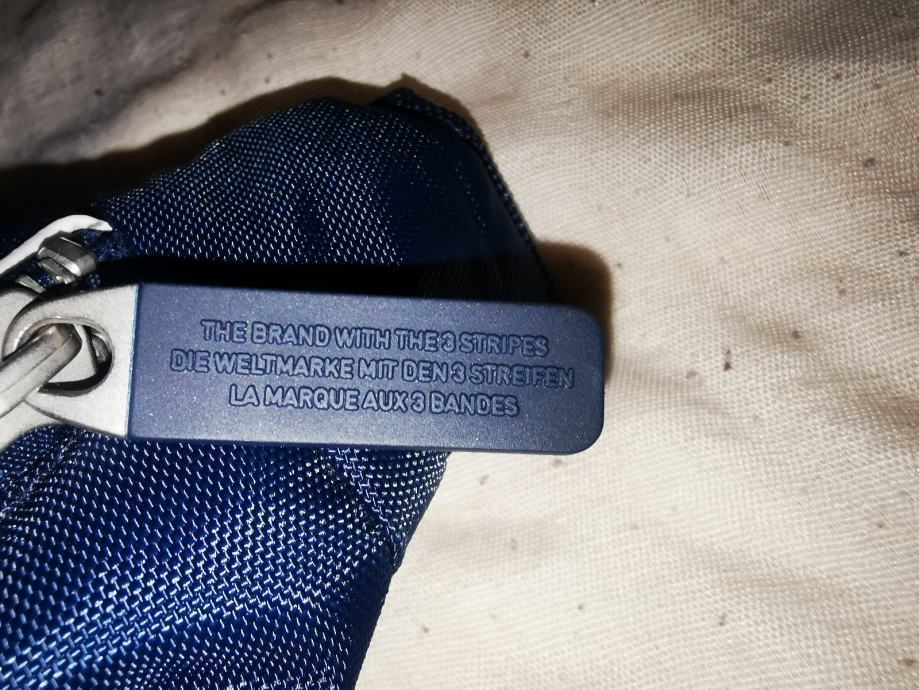 THE BRAND WITH THE 3 STRIPES
DIE WELTMARKE MIT DEN 3 STREIFEN
LA MARQUE AUX 3 BANDES